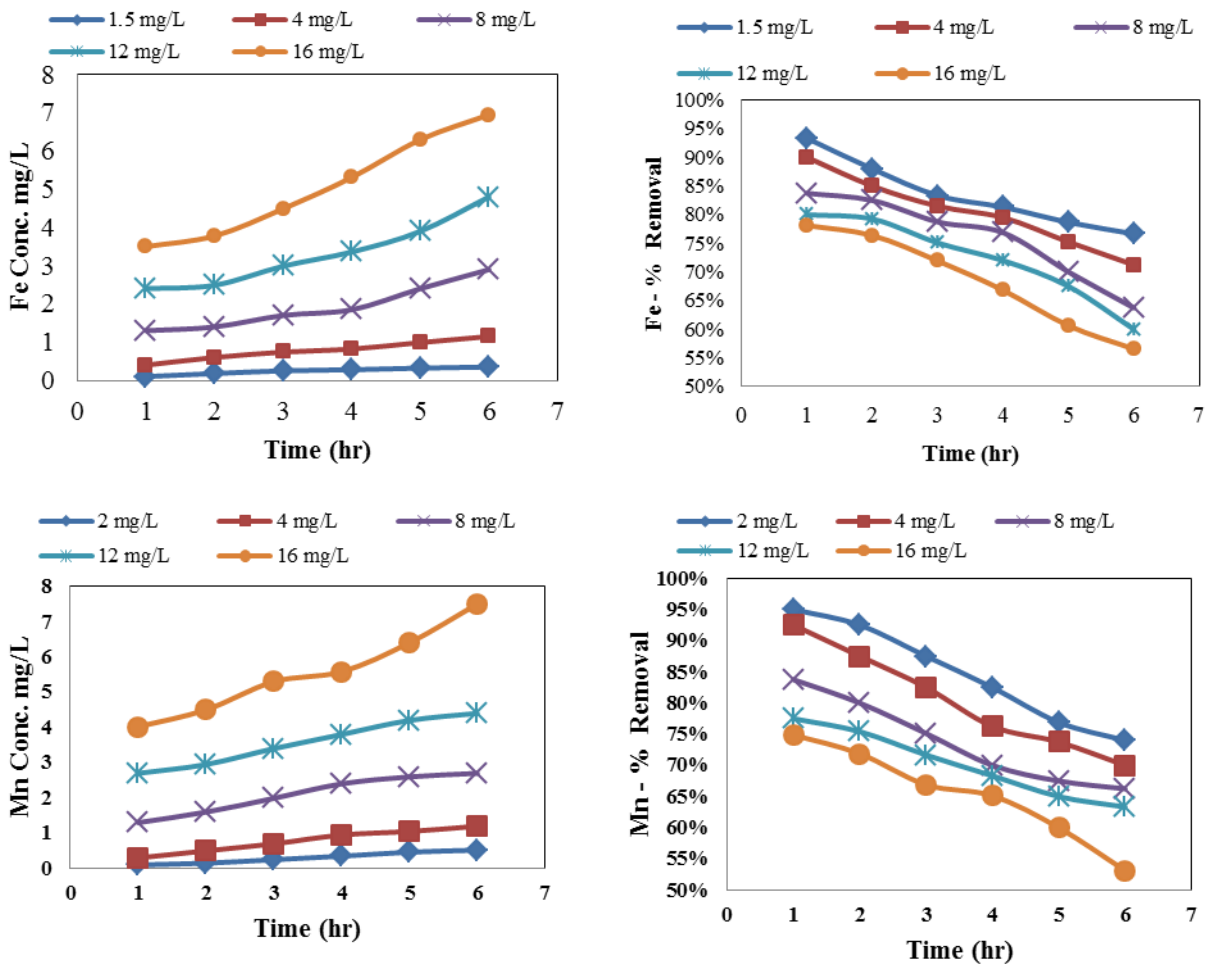 1.5 mg/L 4 mg/L 8 mg/L
12 mg/L 16 mg/L
8
7
6
5
4
3
2
1
0
Fe Conc. mg/L
0 1 2 3 4 5 6 7
Time (hr)
1.5 mg/L 4 mg/L 8 mg/L
12 mg/L 16 mg/L
100%
95%
90%
85%
80%
75%
70%
65%
60%
55%
50%
Fe - % Removal
0 1 2 3 4 5 6 7
Time (hr)
2 mg/L 4 mg/L 8 mg/L
12 mg/L 16 mg/L
8
7
6
5
4
3
2
1
0
Mn Conc. mg/L
0 1 2 3 4 5 6 7
Time (hr)
2 mg/L 4 mg/L 8 mg/L
12 mg/L 16 mg/L
100%
95%
90%
85%
80%
75%
70%
65%
60%
55%
50%
Mn - % Removal
0 1 2 3 4 5 6 7
Time (hr)